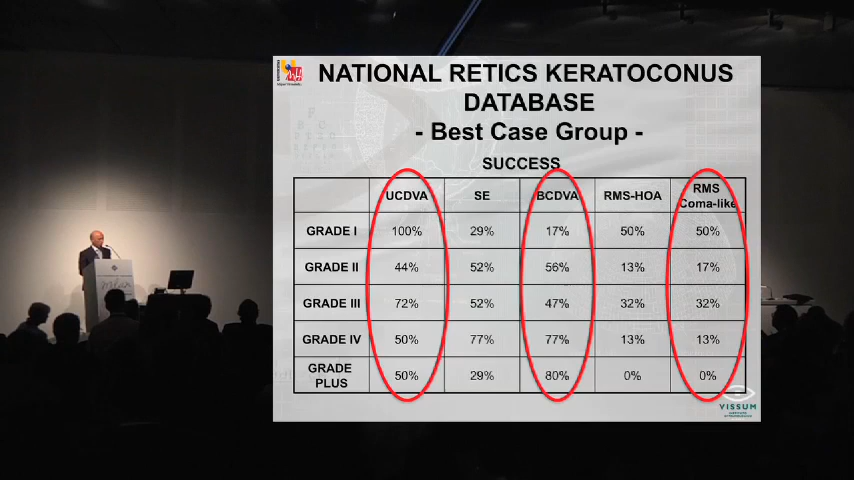 NATIONAL RETICS KERATOCONUS
DATABASE
- Best Case Group -
SUCCESS
UCDVA SE BCDVA RMS-HOA RMS Coma-like
GRADE I 100% 29% 17% 50% 50%
GRADE II 44% 52% 56% 13% 17%
GRADE III 72% 52% 47% 32% 32%
GRADE IV 50% 77% 77% 13% 13%
GRADE PLUS 50% 29% 80% 0% 0%
VISSUM